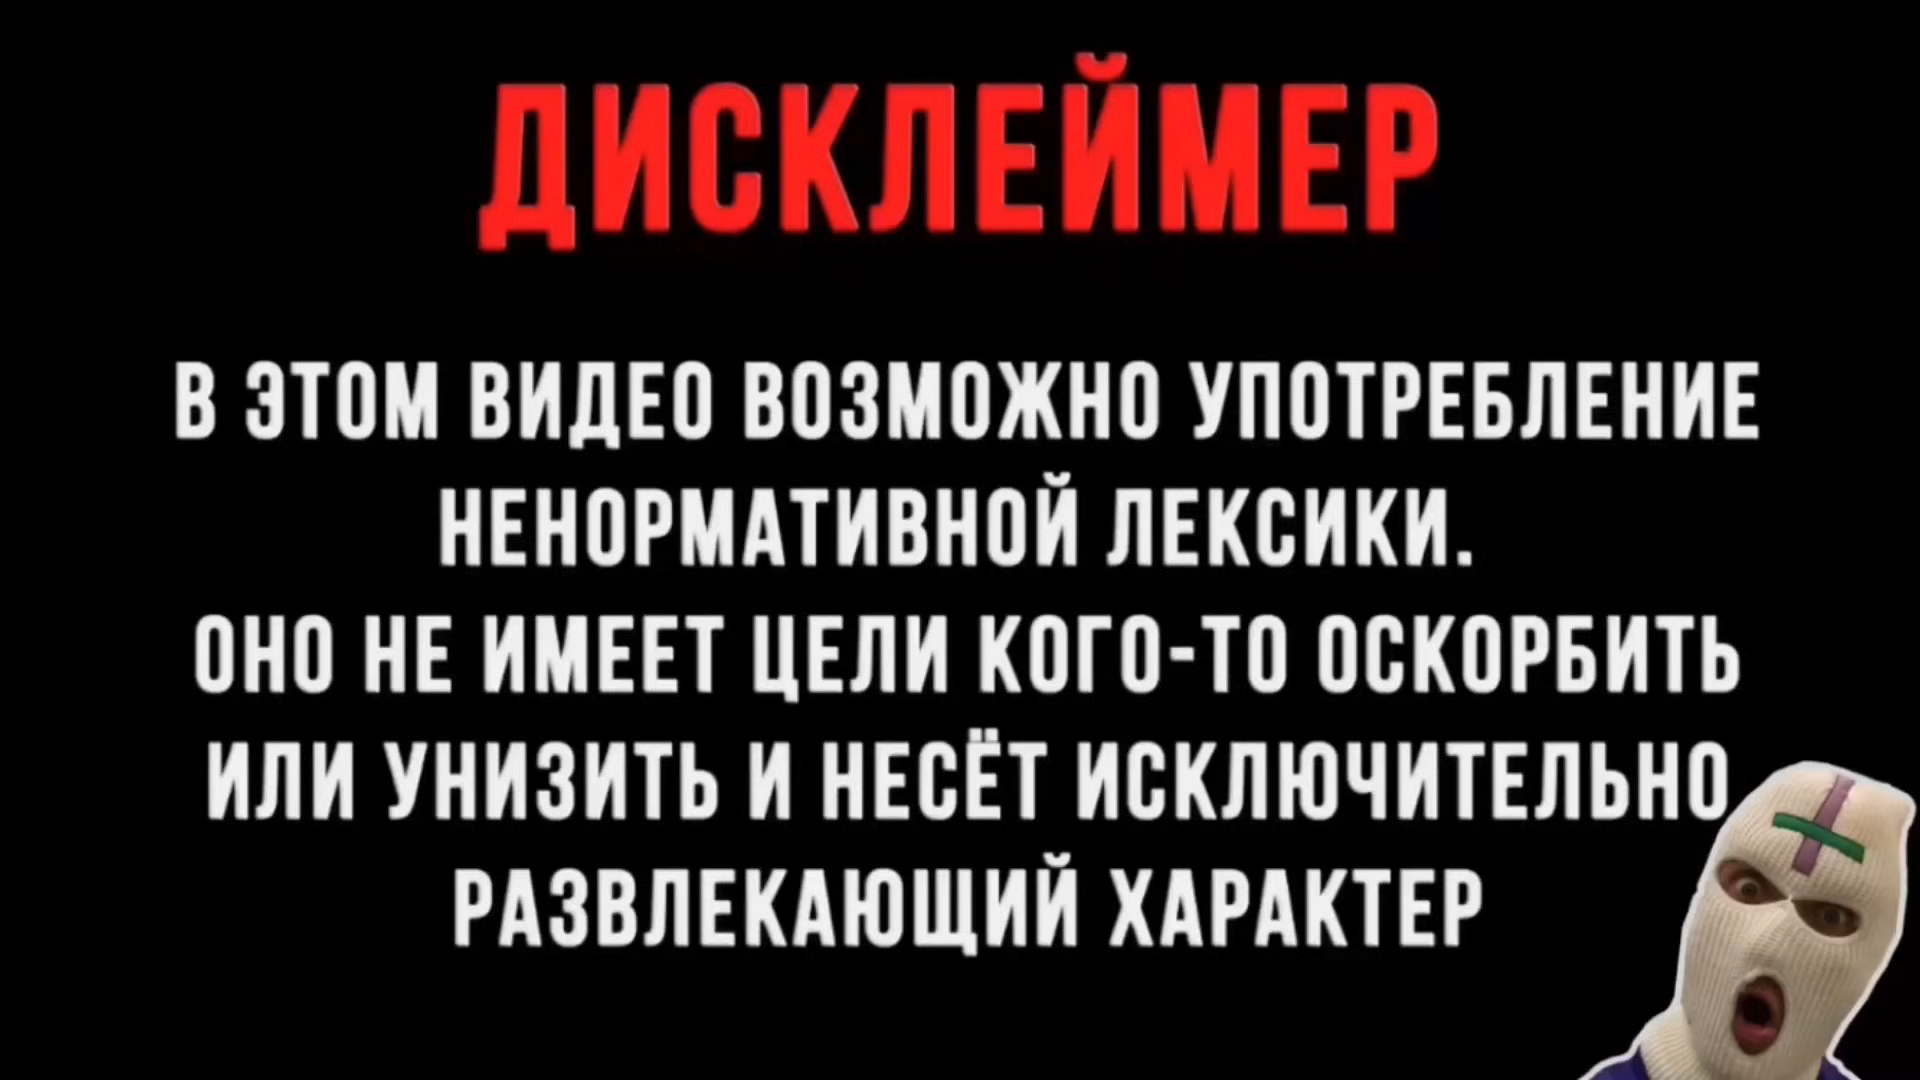 ДИСКЛЕЙМЕР
В ЭТОМ ВИДЕО ВОЗМОЖНО УПОТРЕБЛЕНИЕ
НЕНОРМАТИВНОЙ ЛЕКСИКИ.
ОНО НЕ ИМЕЕТ ЦЕЛИ КОГО-ТО ОСКОРБИТЬ
ИЛИ УНИЗИТЬ И НЕСЁТ ИСКЛЮЧИТЕЛЬНО
РАЗВЛЕКАЮЩИЙ ХАРАКТЕР